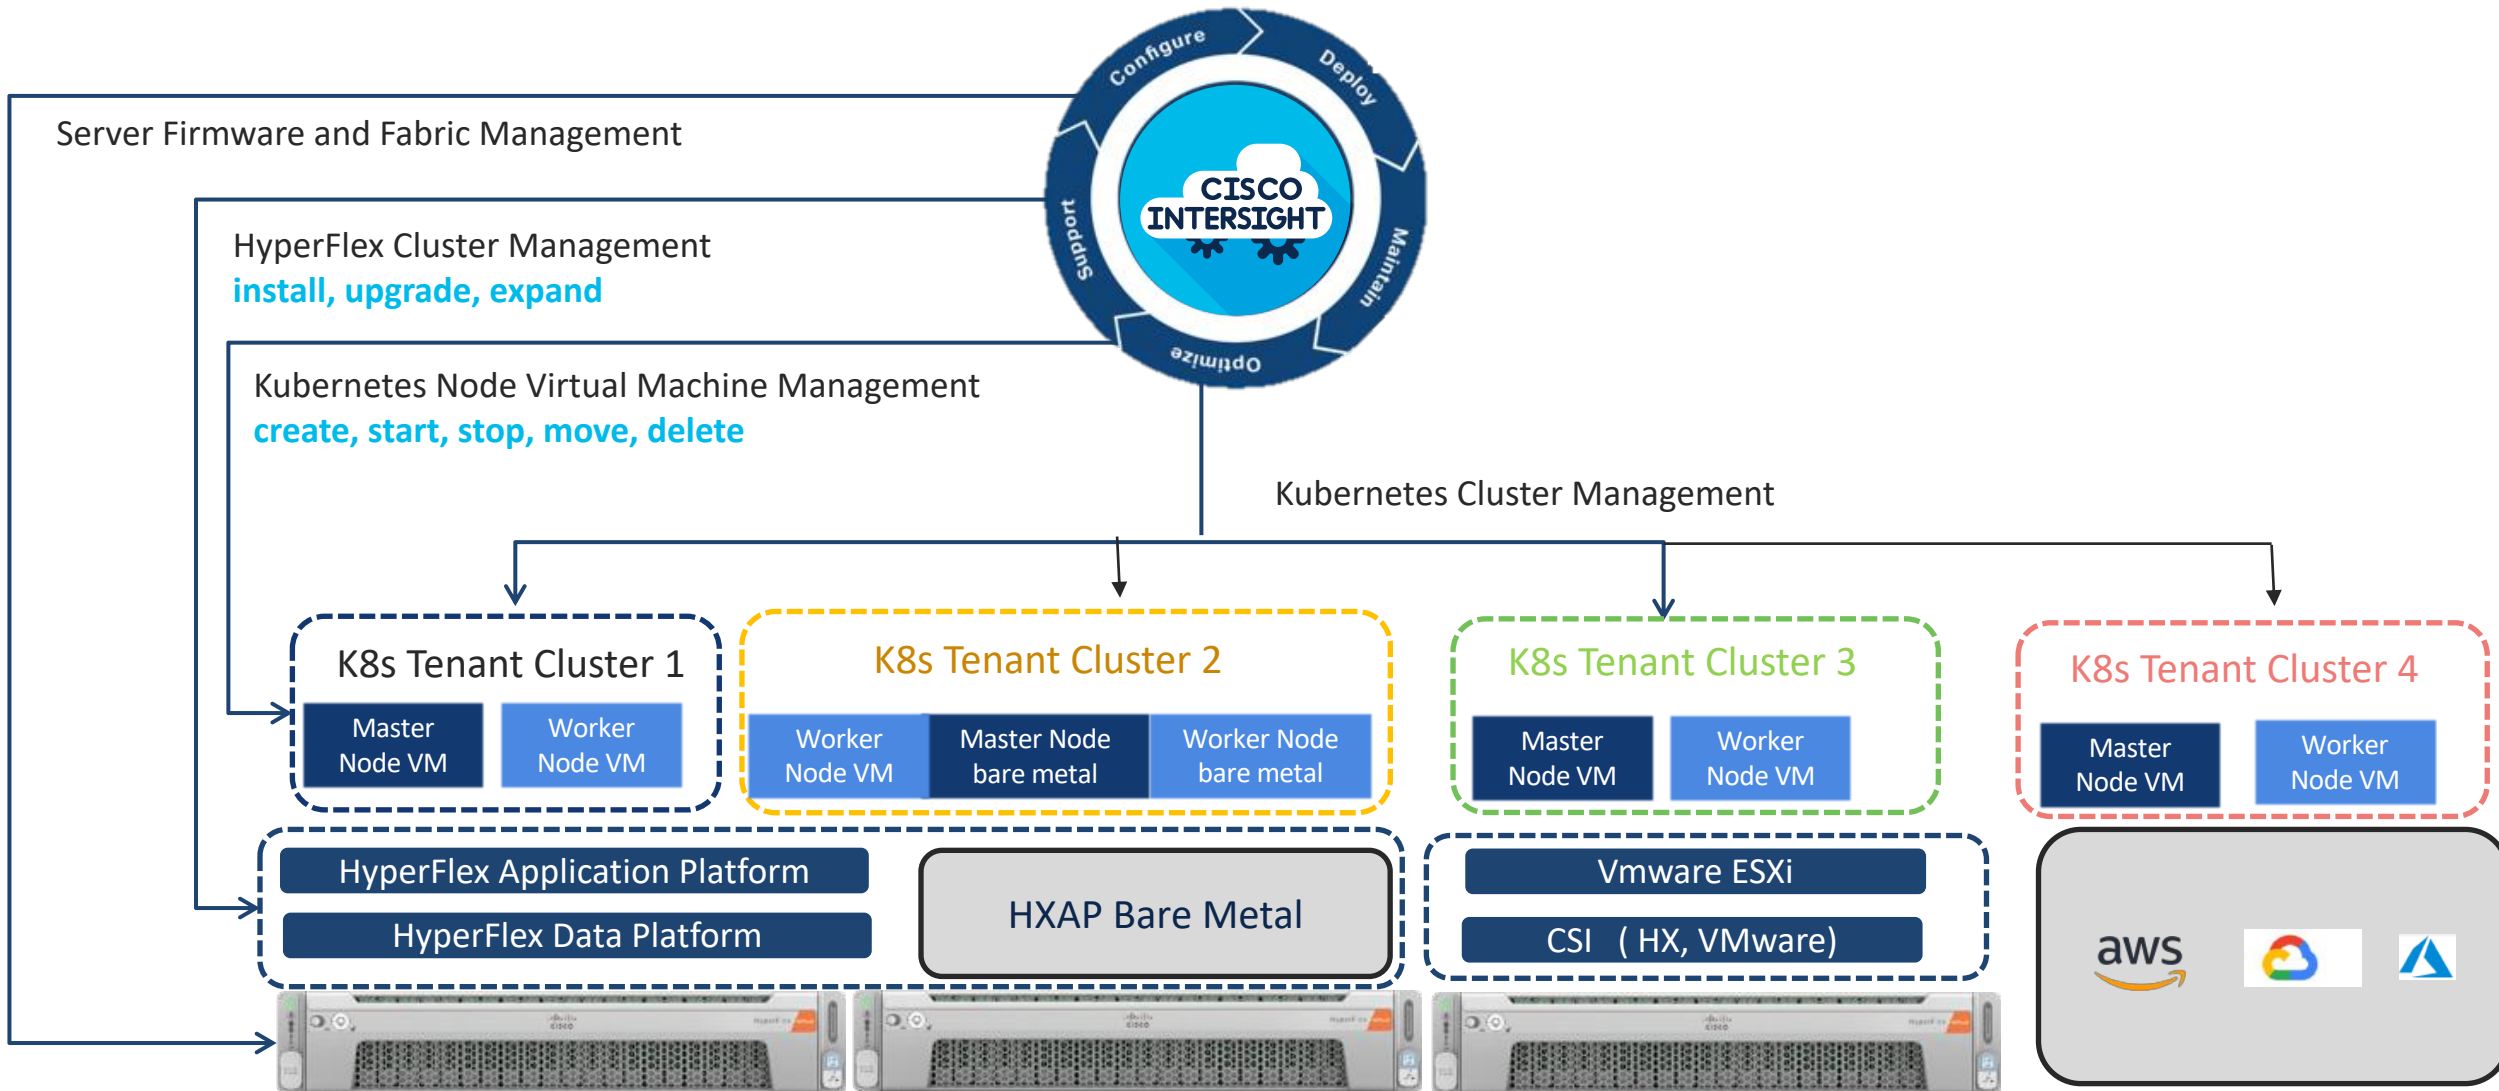 Configure
Deploy
Maintain
Optimize
Support
CISCO
INTERSIGHT
Server Firmware and Fabric Management
HyperFlex Cluster Management
install, upgrade, expand
Kubernetes Node Virtual Machine Management
create, start, stop, move, delete
Kubernetes Cluster Management
K8s Tenant Cluster 1
Master
Node VM
Worker
Node VM
K8s Tenant Cluster 2
Worker
Node VM
Master Node
bare metal
Worker Node
bare metal
K8s Tenant Cluster 3
Master
Node VM
Worker
Node VM
K8s Tenant Cluster 4
Master
Node VM
Worker
Node VM
HyperFlex Application Platform
HyperFlex Data Platform
HXAP Bare Metal
Vmware ESXi
CSI ( HX, VMware)
aws
CISCO
CISCO
CISCO